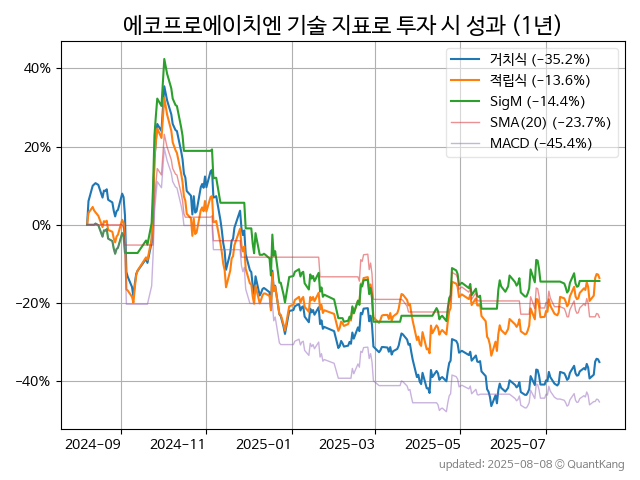 에코프로에이치엔 기술 지표로 투자 시 성과 (1년)
거치식 (−35.2%)
적립식 (−13.6%)
SigM (−14.4%)
SMA(20) (−23.7%)
MACD (−45.4%)
40%
20%
0%
−20%
−40%
2024-09 2024-11 2025-01 2025-03 2025-05 2025-07
updated: 2025-08-08 © QuantKang